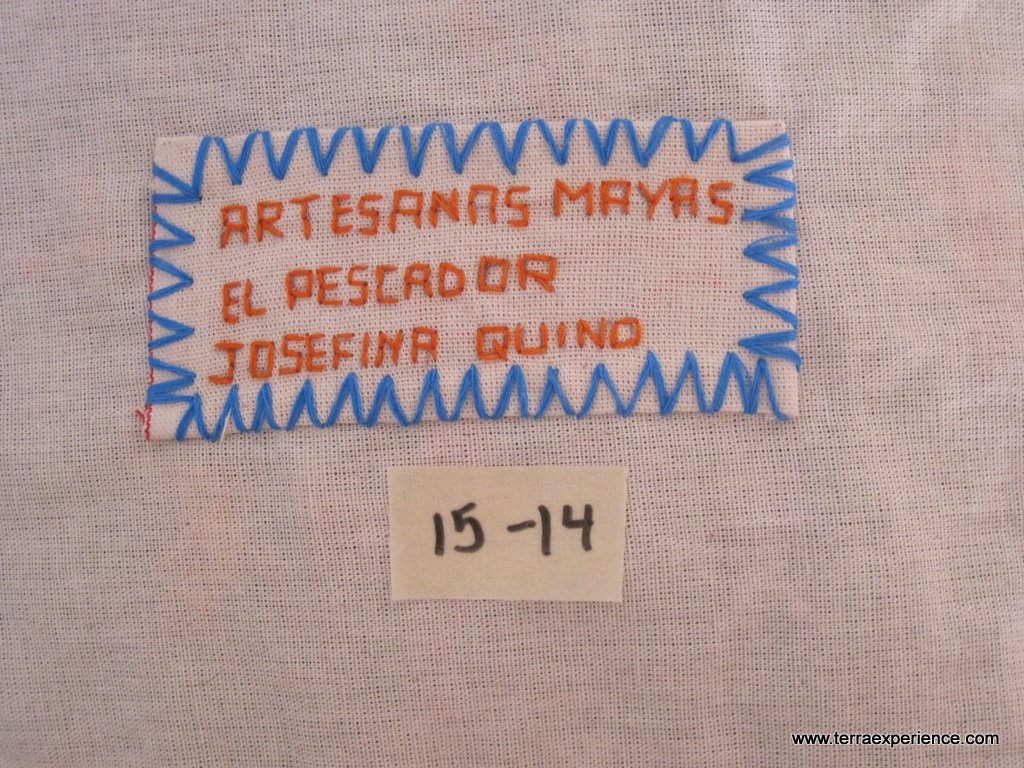 ARTESANAS MAYAS
EL PESCADOR
JOSEFINA QUINO
15-14
www.terraexperience.com